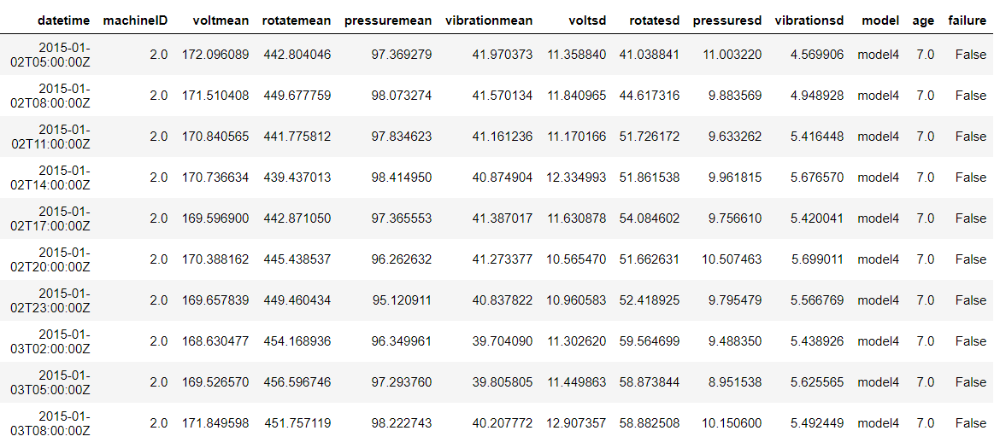 datetime machineID voltmean rotatemean pressuremean vibrationmean voltsd rotatesd pressuresd vibrationsd model age failure
2015-01-
02T05:00:00Z 2.0 172.096089 442.804046 97.369279 41.970373 11.358840 41.038841 11.003220 4.569906 model4 7.0 False
2015-01-
02T08:00:00Z 2.0 171.510408 449.677759 98.073274 41.570134 11.840965 44.617316 9.883569 4.948928 model4 7.0 False
2015-01-
02T11:00:00Z 2.0 170.840565 441.775812 97.834623 41.161236 11.170166 51.726172 9.633262 5.416448 model4 7.0 False
2015-01-
02T14:00:00Z 2.0 170.736634 439.437013 98.414950 40.874904 12.334993 51.861538 9.961815 5.676570 model4 7.0 False
2015-01-
02T17:00:00Z 2.0 169.596900 442.871050 97.365553 41.387017 11.630878 54.084602 9.756610 5.420041 model4 7.0 False
2015-01-
02T20:00:00Z 2.0 170.388162 445.438537 96.262632 41.273377 10.565470 51.662631 10.507463 5.699011 model4 7.0 False
2015-01-
02T23:00:00Z 2.0 169.657839 449.460434 95.120911 40.837822 10.960583 52.418925 9.795479 5.566769 model4 7.0 False
2015-01-
03T02:00:00Z 2.0 168.630477 454.168936 96.349961 39.704090 11.302620 59.564699 9.488350 5.438926 model4 7.0 False
2015-01-
03T05:00:00Z 2.0 169.526570 456.596746 97.293760 39.805805 11.449863 58.873844 8.951538 5.625565 model4 7.0 False
2015-01-
03T08:00:00Z 2.0 171.849598 451.757119 98.222743 40.207772 12.907357 58.882508 10.150600 5.492449 model4 7.0 False